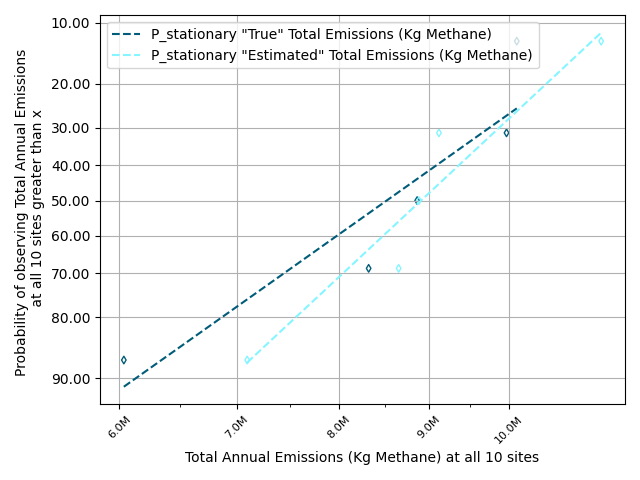 P_stationary "True" Total Emissions (Kg Methane)
P_stationary "Estimated" Total Emissions (Kg Methane)
Probability of observing Total Annual Emissions
at all 10 sites greater than x
10.00
20.00
30.00
40.00
50.00
60.00
70.00
80.00
90.00
6.0M
7.0M
8.0M
9.0M
10.0M
Total Annual Emissions (Kg Methane) at all 10 sites